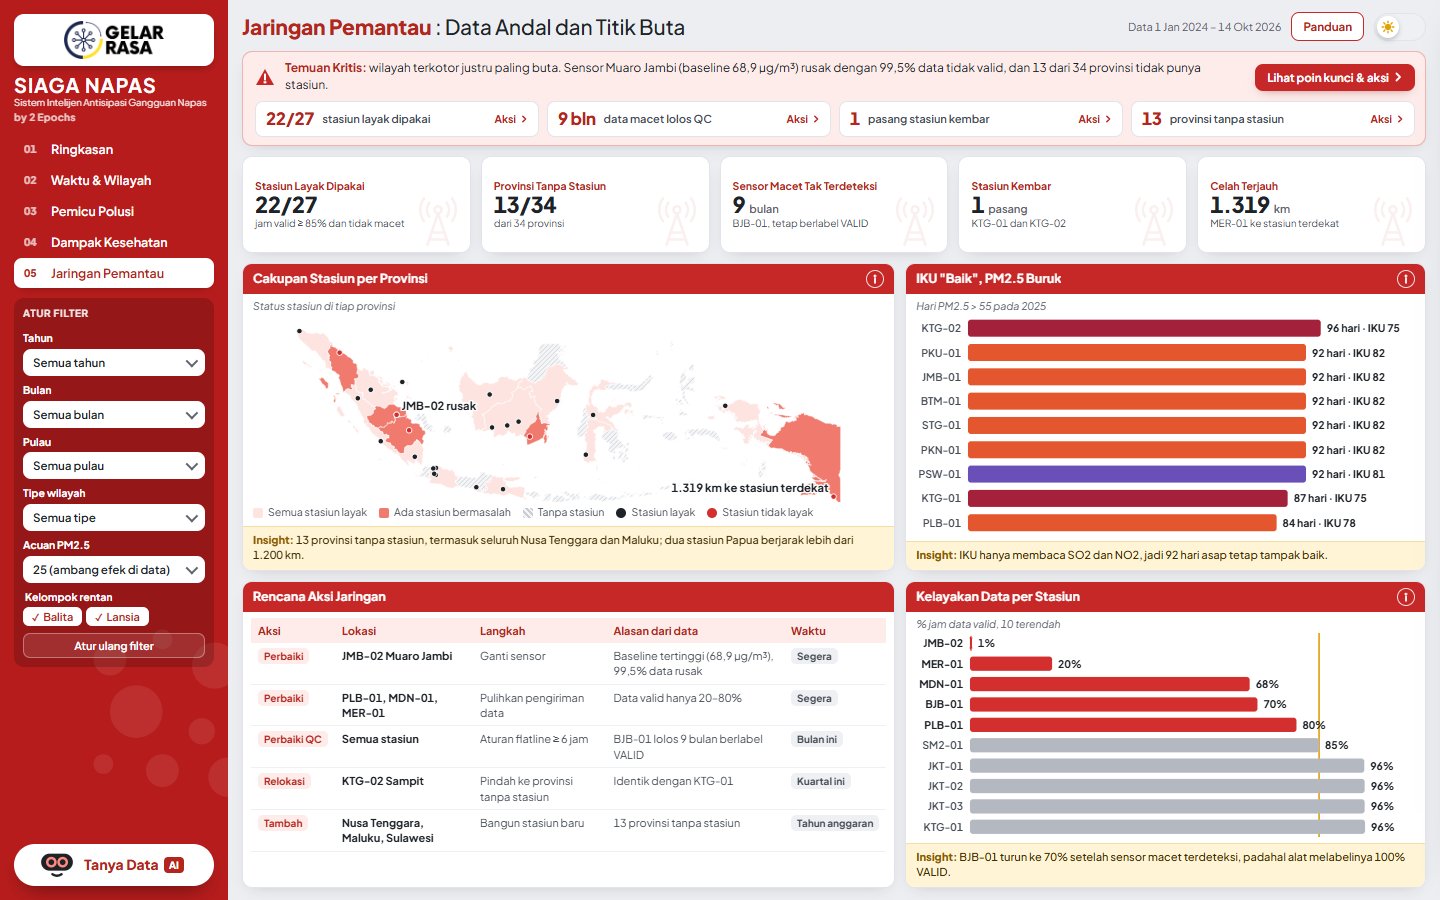 GELAR
RASA
SIAGA NAPAS
Sistem Intelijen Antisipasi Gangguan Napas
by 2 Epochs
01 Ringkasan
02 Waktu & Wilayah
03 Pemicu Polusi
04 Dampak Kesehatan
05 Jaringan Pemantau
ATUR FILTER
Tahun
Semua tahun
Bulan
Semua bulan
Pulau
Semua pulau
Tipe wilayah
Semua tipe
Acuan PM2.5
25 (ambang efek di data)
Kelompok rentan
✓ Balita ✓ Lansia
Atur ulang filter
Tanya Data AI
Jaringan Pemantau : Data Andal dan Titik Buta
Data 1 Jan 2024 – 14 Okt 2026
Panduan
Temuan Kritis: wilayah terkotor justru paling buta. Sensor Muaro Jambi (baseline 68,9 µg/m³) rusak dengan 99,5% data tidak valid, dan 13 dari 34 provinsi tidak punya
stasiun.
Lihat poin kunci & aksi
22/27 stasiun layak dipakai Aksi
9 bln data macet lolos QC Aksi
1 pasang stasiun kembar Aksi
13 provinsi tanpa stasiun Aksi
Stasiun Layak Dipakai
22/27
jam valid ≥ 85% dan tidak macet
Provinsi Tanpa Stasiun
13/34
dari 34 provinsi
Sensor Macet Tak Terdeteksi
9 bulan
BJB-01, tetap berlabel VALID
Stasiun Kembar
1 pasang
KTG-01 dan KTG-02
Celah Terjauh
1.319 km
MER-01 ke stasiun terdekat
Cakupan Stasiun per Provinsi
Status stasiun di tiap provinsi
JMB-02 rusak
1.319 km ke stasiun terdekat
Semua stasiun layak Ada stasiun bermasalah Tanpa stasiun Stasiun layak Stasiun tidak layak
Insight: 13 provinsi tanpa stasiun, termasuk seluruh Nusa Tenggara dan Maluku; dua stasiun Papua berjarak lebih dari
1.200 km.
IKU "Baik", PM2.5 Buruk
Hari PM2.5 > 55 pada 2025
KTG-02 96 hari · IKU 75
PKU-01 92 hari · IKU 82
JMB-01 92 hari · IKU 82
BTM-01 92 hari · IKU 82
STG-01 92 hari · IKU 82
PKN-01 92 hari · IKU 82
PSW-01 92 hari · IKU 81
KTG-01 87 hari · IKU 75
PLB-01 84 hari · IKU 78
Insight: IKU hanya membaca SO2 dan NO2, jadi 92 hari asap tetap tampak baik.
Rencana Aksi Jaringan
Aksi Lokasi Langkah Alasan dari data Waktu
Perbaiki JMB-02 Muaro Jambi Ganti sensor Baseline tertinggi (68,9 µg/m³), Segera
99,5% data rusak
Perbaiki PLB-01, MDN-01, Pulihkan pengiriman Data valid hanya 20–80% Segera
MER-01 data
Perbaiki QC Semua stasiun Aturan flatline ≥ 6 jam BJB-01 lolos 9 bulan berlabel Bulan ini
VALID
Relokasi KTG-02 Sampit Pindah ke provinsi Identik dengan KTG-01 Kuartal ini
tanpa stasiun
Tambah Nusa Tenggara, Bangun stasiun baru 13 provinsi tanpa stasiun Tahun anggaran
Maluku, Sulawesi
Kelayakan Data per Stasiun
% jam data valid, 10 terendah
JMB-02 1%
MER-01 20%
MDN-01 68%
BJB-01 70%
PLB-01 80%
SM2-01 85%
JKT-01 96%
JKT-02 96%
JKT-03 96%
KTG-01 96%
Insight: BJB-01 turun ke 70% setelah sensor macet terdeteksi, padahal alat melabelinya 100%
VALID.